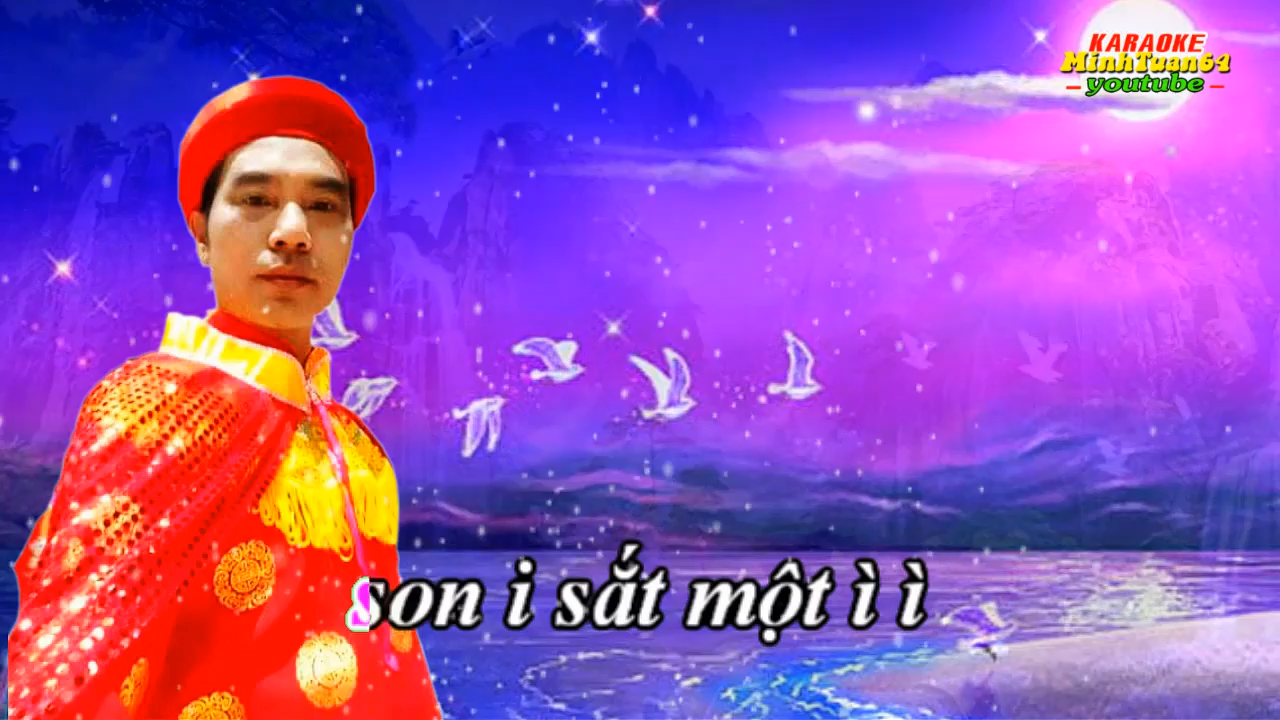 KARAOKE
MinhTuan64
- youtube -
son i sắt một ì ì